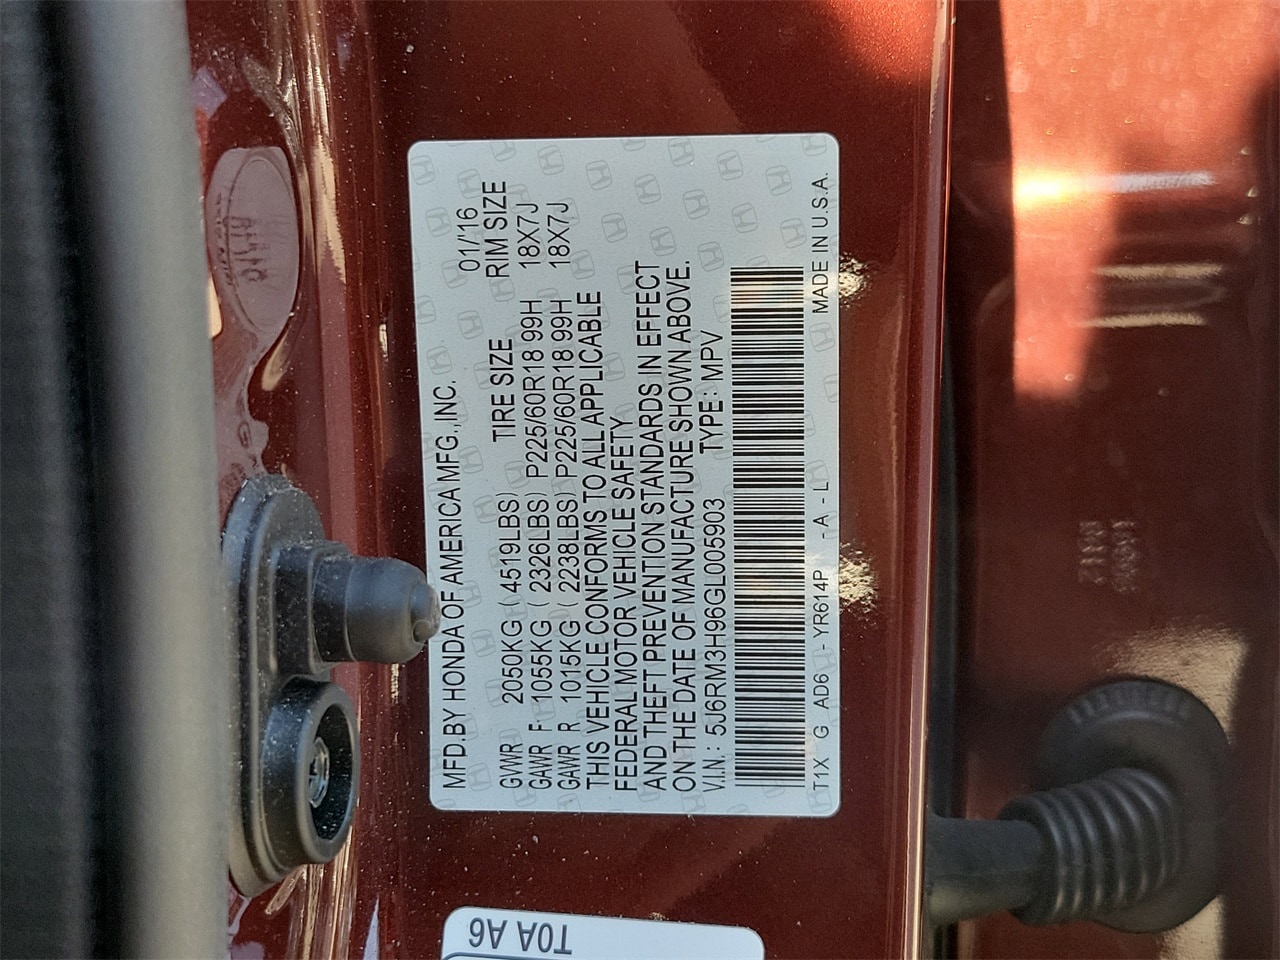 MFD.BY HONDA OF AMERICA MFG.,INC. 01/'16
GVWR 2050KG ( 4519LBS) TIRE SIZE RIM SIZE
GAWR F 1055KG ( 2326LBS) P225/60R18 99H 18X7J
GAWR R 1015KG ( 2238LBS) P225/60R18 99H 18X7J
THIS VEHICLE CONFORMS TO ALL APPLICABLE
FEDERAL MOTOR VEHICLE SAFETY
AND THEFT PREVENTION STANDARDS IN EFFECT
ON THE DATE OF MANUFACTURE SHOWN ABOVE.
V.I.N.: 5J6RM3H96GL005903 TYPE: MPV
T1X G AD6 - YR614P - A - L MADE IN U.S.A.
T0A A6